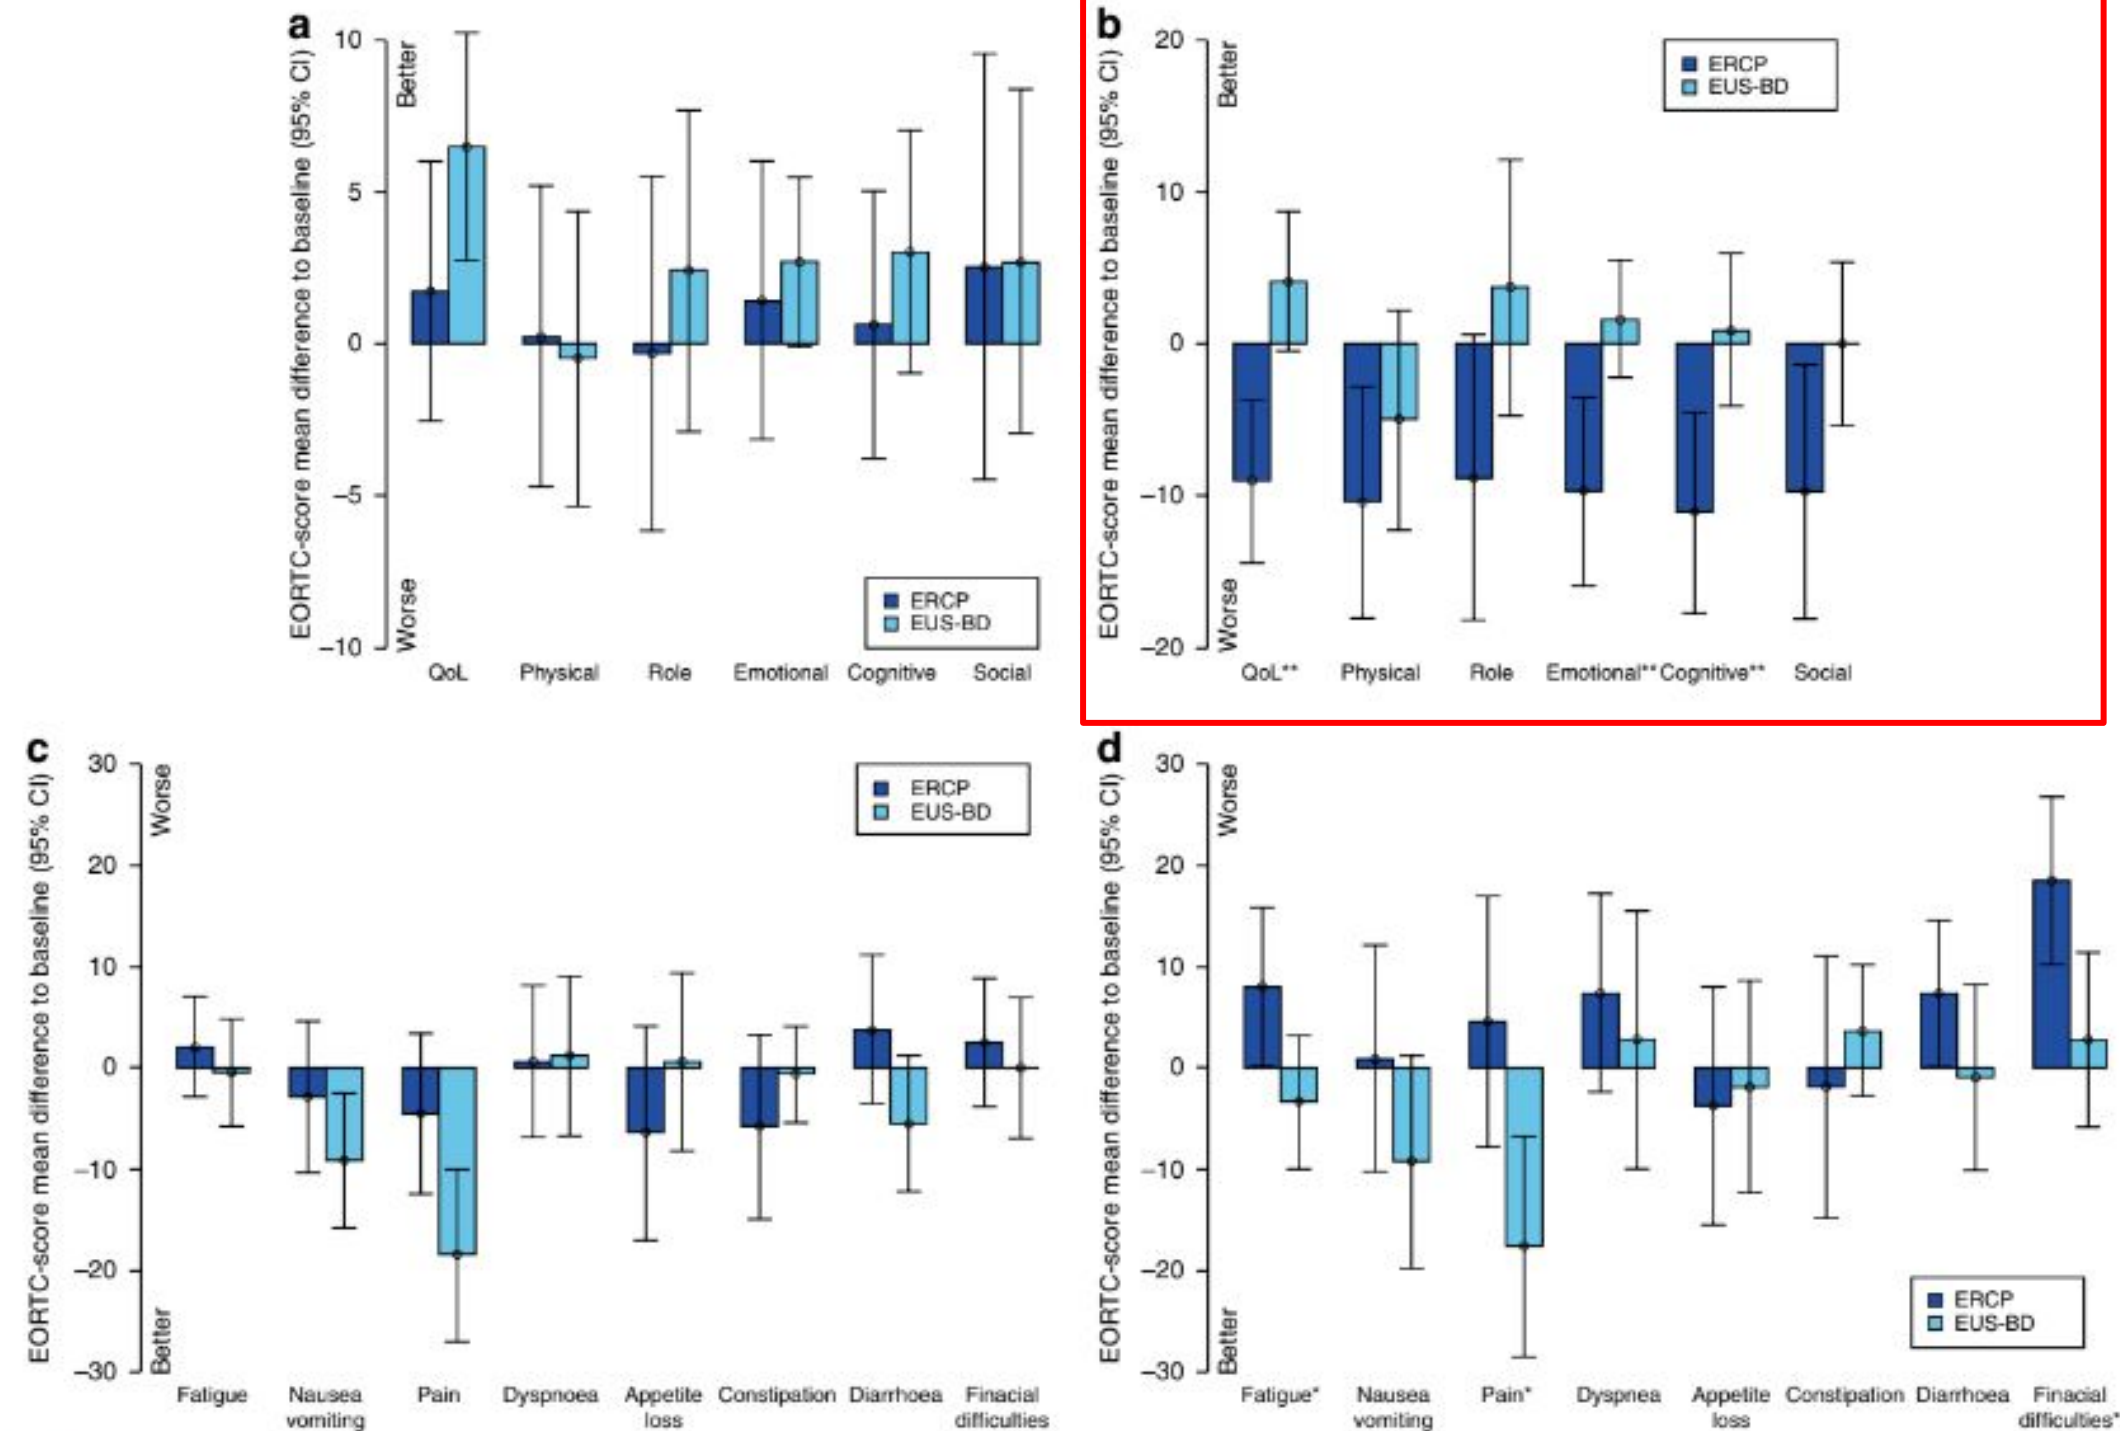 a
EORTC-score mean difference to baseline (95% CI)
10
5
0
−5
−10
Better
Worse
ERCP
EUS-BD
QoL Physical Role Emotional Cognitive Social
b
EORTC-score mean difference to baseline (95% CI)
20
10
0
−10
−20
Better
Worse
ERCP
EUS-BD
QoL** Physical Role Emotional** Cognitive** Social
c
EORTC-score mean difference to baseline (95% CI)
30
20
10
0
−10
−20
−30
Worse
Better
ERCP
EUS-BD
Fatigue Nausea Pain Dyspnoea Appetite Constipation Diarrhoea Finacial
vomiting loss difficulties
d
EORTC-score mean difference to baseline (95% CI)
30
20
10
0
−10
−20
−30
Worse
Better
ERCP
EUS-BD
Fatigue* Nausea Pain* Dyspnea Appetite Constipation Diarrhoea Finacial
vomiting loss difficulties*